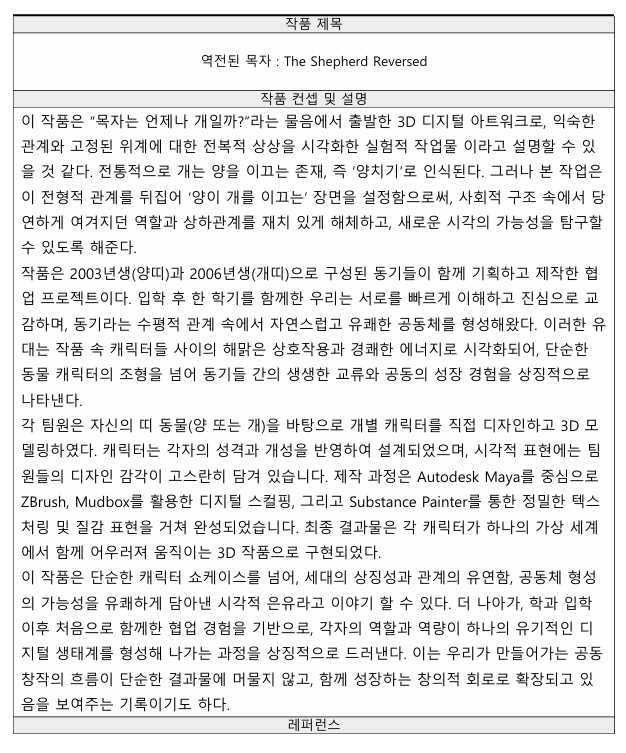 작품 제목
역전된 목자 : The Shepherd Reversed
작품 컨셉 및 설명
이 작품은 “목자는 언제나 개일까?”라는 물음에서 출발한 3D 디지털 아트워크로, 익숙한
관계와 고정된 위계에 대한 전복적 상상을 시각화한 실험적 작업물 이라고 설명할 수 있
을 것 같다. 전통적으로 개는 양을 이끄는 존재, 즉 ‘양치기’로 인식된다. 그러나 본 작업은
이 전형적 관계를 뒤집어 ‘양이 개를 이끄는’ 장면을 설정함으로써, 사회적 구조 속에서 당
연하게 여겨지던 역할과 상하관계를 재치 있게 해체하고, 새로운 시각의 가능성을 탐구할
수 있도록 해준다.
작품은 2003년생(양띠)과 2006년생(개띠)으로 구성된 동기들이 함께 기획하고 제작한 협
업 프로젝트이다. 입학 후 한 학기를 함께한 우리는 서로를 빠르게 이해하고 진심으로 교
감하며, 동기라는 수평적 관계 속에서 자연스럽고 유쾌한 공동체를 형성해왔다. 이러한 유
대는 작품 속 캐릭터들 사이의 해맑은 상호작용과 경쾌한 에너지로 시각화되어, 단순한
동물 캐릭터의 조형을 넘어 동기들 간의 생생한 교류와 공동의 성장 경험을 상징적으로
나타낸다.
각 팀원은 자신의 띠 동물(양 또는 개)을 바탕으로 개별 캐릭터를 직접 디자인하고 3D 모
델링하였다. 캐릭터는 각자의 성격과 개성을 반영하여 설계되었으며, 시각적 표현에는 팀
원들의 디자인 감각이 고스란히 담겨 있습니다. 제작 과정은 Autodesk Maya를 중심으로
ZBrush, Mudbox를 활용한 디지털 스컬핑, 그리고 Substance Painter를 통한 정밀한 텍스
처링 및 질감 표현을 거쳐 완성되었습니다. 최종 결과물은 각 캐릭터가 하나의 가상 세계
에서 함께 어우러져 움직이는 3D 작품으로 구현되었다.
이 작품은 단순한 캐릭터 쇼케이스를 넘어, 세대의 상징성과 관계의 유연함, 공동체 형성
의 가능성을 유쾌하게 담아낸 시각적 은유라고 이야기 할 수 있다. 더 나아가, 학과 입학
이후 처음으로 함께한 협업 경험을 기반으로, 각자의 역할과 역량이 하나의 유기적인 디
지털 생태계를 형성해 나가는 과정을 상징적으로 드러낸다. 이는 우리가 만들어가는 공동
창작의 흐름이 단순한 결과물에 머물지 않고, 함께 성장하는 창의적 회로로 확장되고 있
음을 보여주는 기록이기도 하다.
레퍼런스